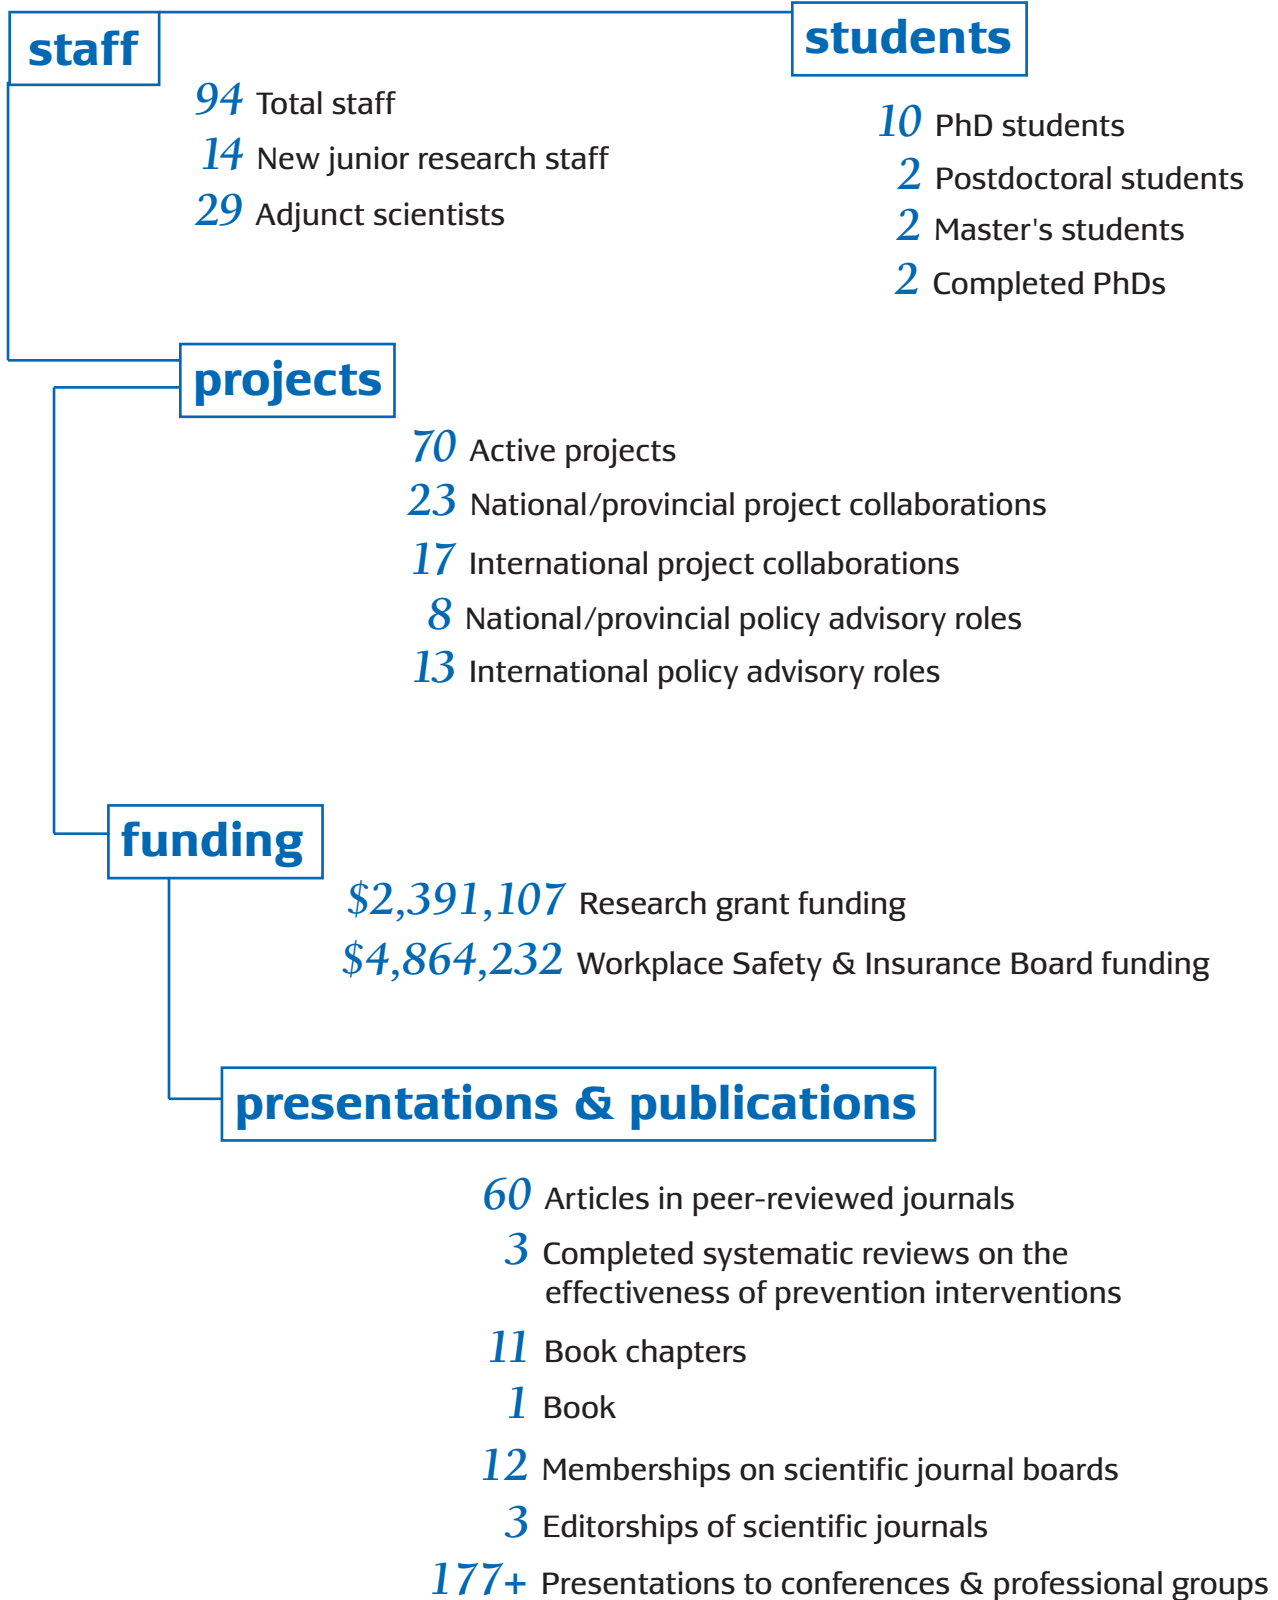 staff
94 Total staff
14 New junior research staff
29 Adjunct scientists
students
10 PhD students
2 Postdoctoral students
2 Master's students
2 Completed PhDs
projects
70 Active projects
23 National/provincial project collaborations
17 International project collaborations
8 National/provincial policy advisory roles
13 International policy advisory roles
funding
$2,391,107 Research grant funding
$4,864,232 Workplace Safety & Insurance Board funding
presentations & publications
60 Articles in peer-reviewed journals
3 Completed systematic reviews on the
effectiveness of prevention interventions
11 Book chapters
1 Book
12 Memberships on scientific journal boards
3 Editorships of scientific journals
177+ Presentations to conferences & professional groups